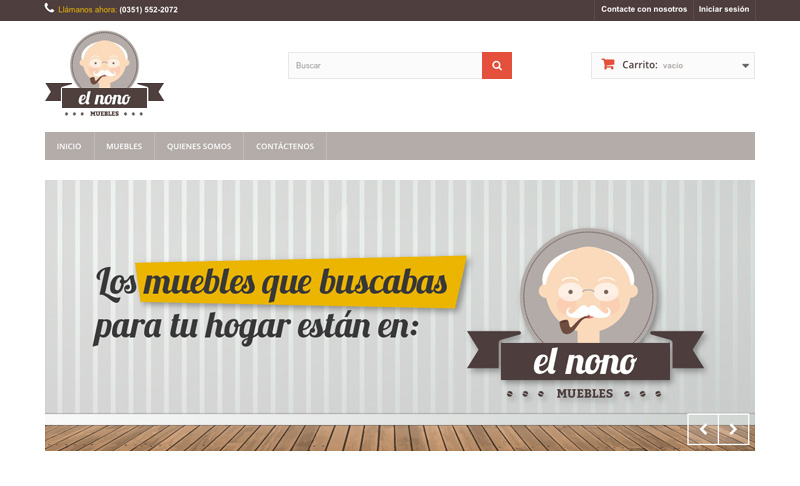 Llámanos ahora: (0351) 552-2072
Contacte con nosotros
Iniciar sesión
el nono
MUEBLES
Buscar
Carrito: vacío
INICIO
MUEBLES
QUIENES SOMOS
CONTÁCTENOS
Los muebles que buscabas
para tu hogar están en:
el nono
MUEBLES